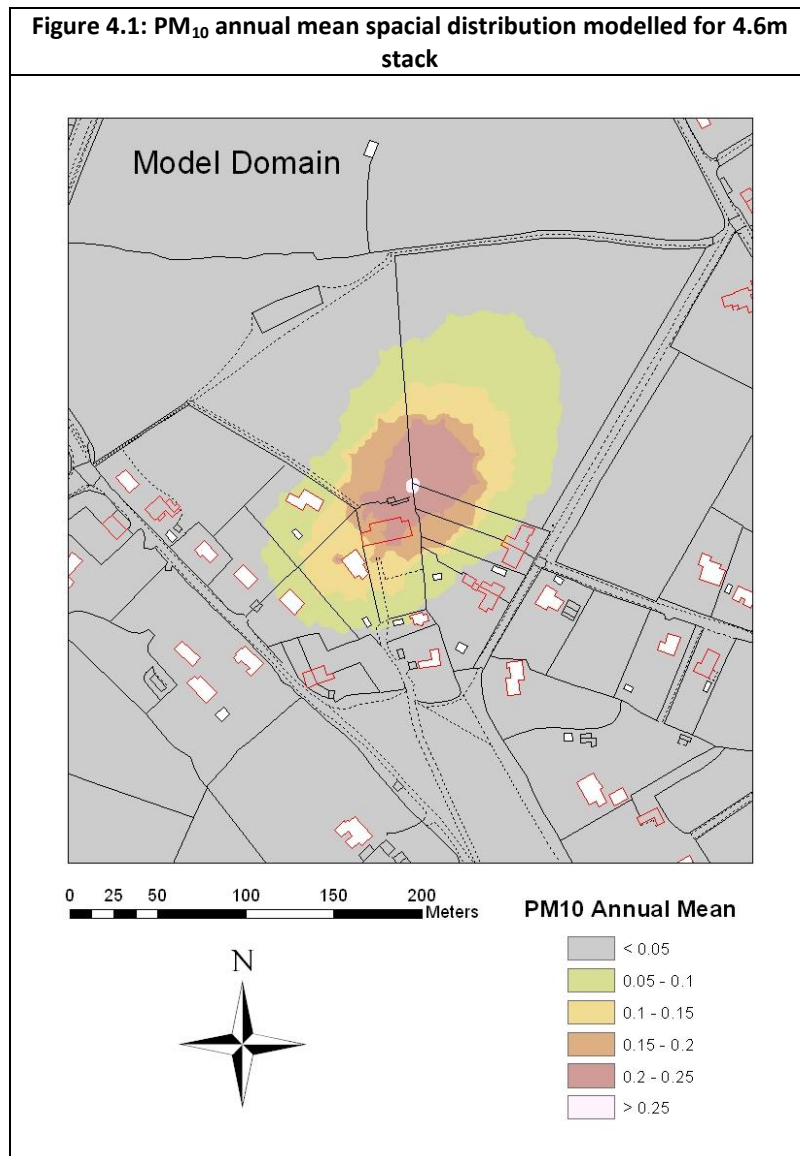 Figure 4.1: PM₁₀ annual mean spacial distribution modelled for 4.6m
stack
Model Domain
0 25 50 100 150 200
Meters
N
PM10 Annual Mean
< 0.05
0.05 - 0.1
0.1 - 0.15
0.15 - 0.2
0.2 - 0.25
> 0.25